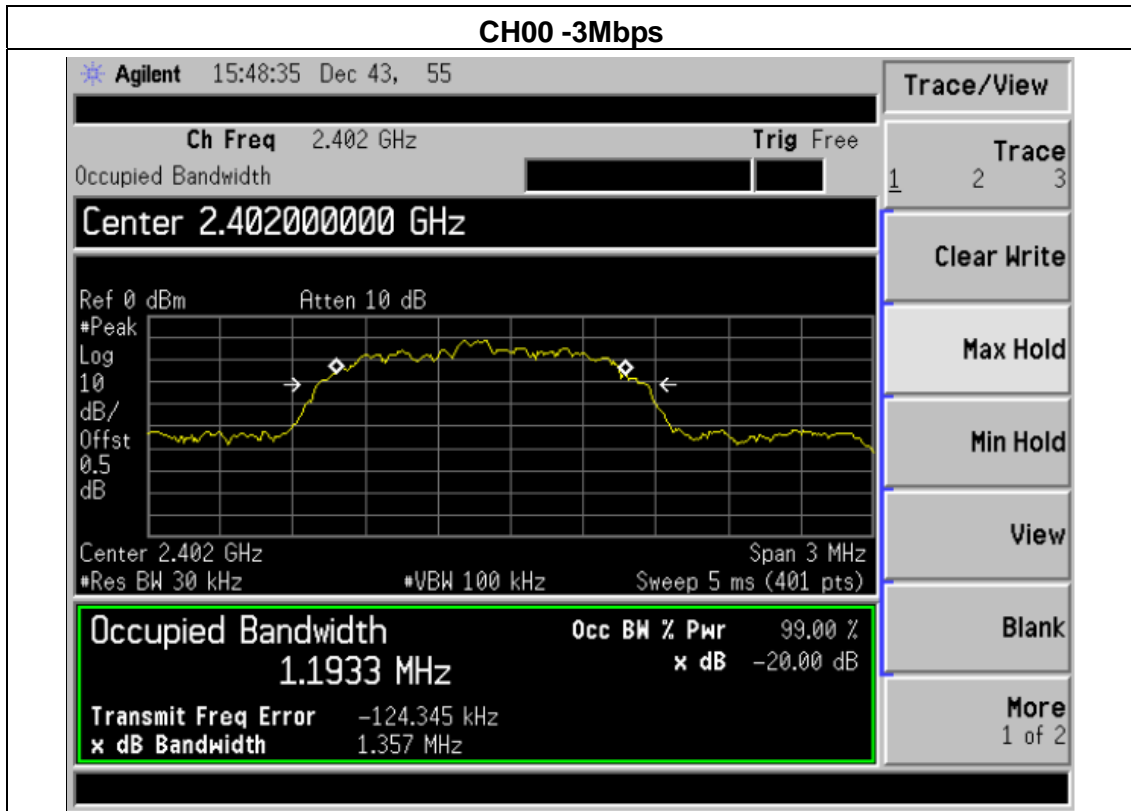 CH00 -3Mbps
Agilent 15:48:35 Dec 43, 55
Trace/View
Ch Freq 2.402 GHz Trig Free
Occupied Bandwidth
Trace
1 2 3
Center 2.402000000 GHz
Clear Write
Ref 0 dBm Atten 10 dB
#Peak
Log
10
dB/
Offst
0.5
dB
Max Hold
Min Hold
Center 2.402 GHz Span 3 MHz
#Res BW 30 kHz #VBW 100 kHz Sweep 5 ms (401 pts)
View
Occupied Bandwidth Occ BW % Pwr 99.00 %
1.1933 MHz x dB -20.00 dB
Blank
Transmit Freq Error -124.345 kHz
x dB Bandwidth 1.357 MHz
More
1 of 2